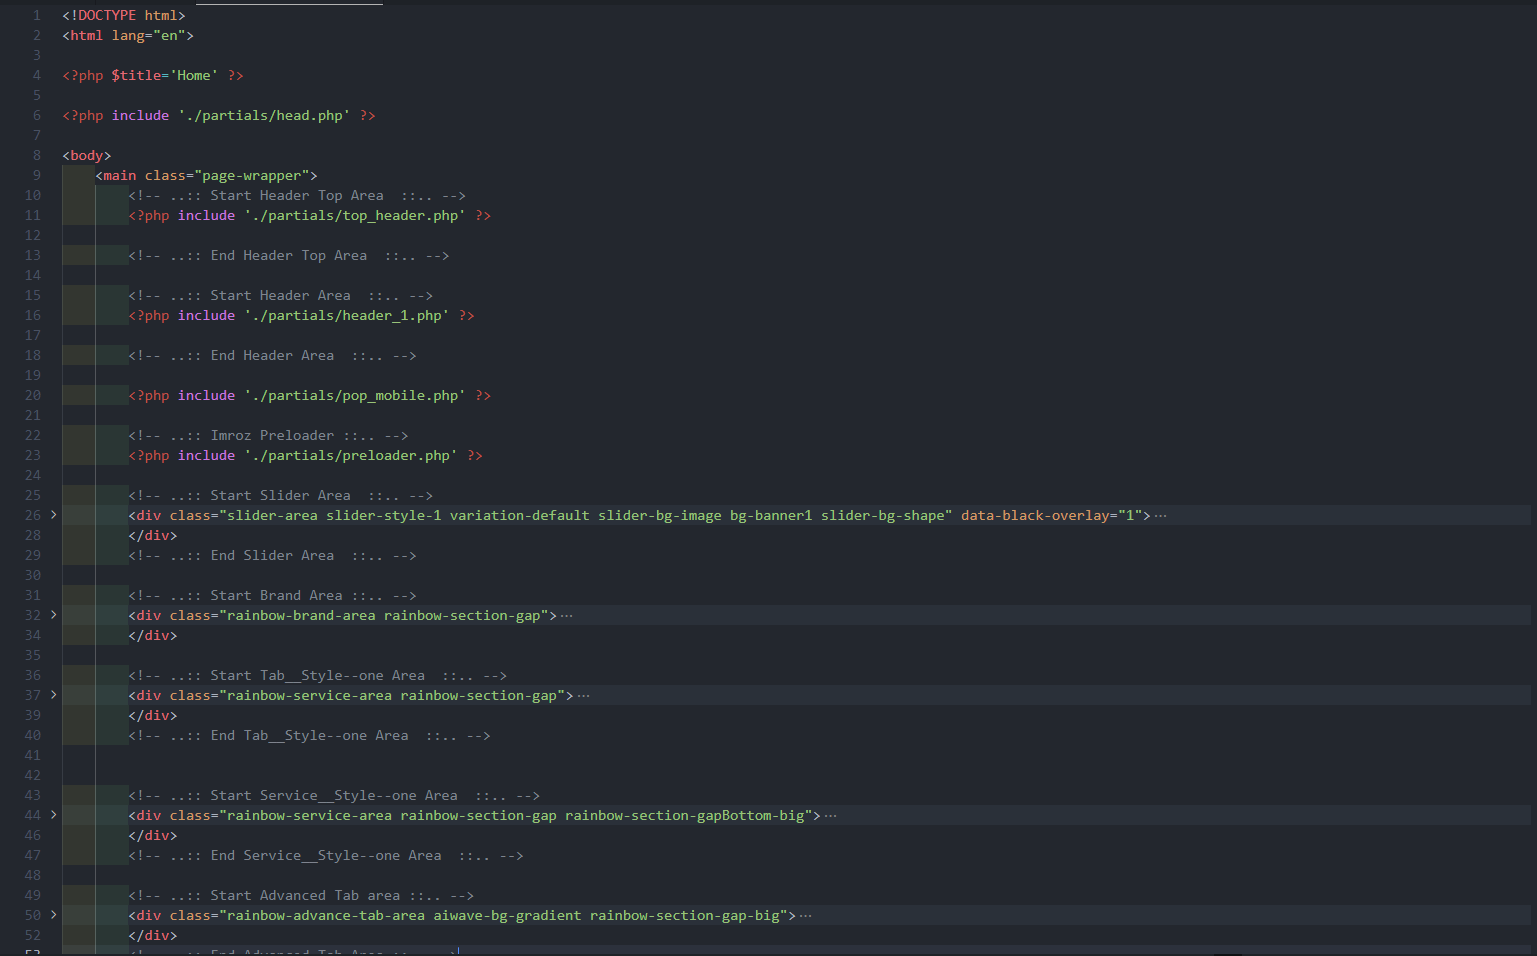 1 <!DOCTYPE html>
2 <html lang="en">
3
4 <?php $title='Home' ?>
5
6 <?php include './partials/head.php' ?>
7
8 <body>
9 <main class="page-wrapper">
10 <!-- ..:: Start Header Top Area  ::.. -->
11 <?php include './partials/top_header.php' ?>
12
13 <!-- ..:: End Header Top Area  ::.. -->
14
15 <!-- ..:: Start Header Area  ::.. -->
16 <?php include './partials/header_1.php' ?>
17
18 <!-- ..:: End Header Area  ::.. -->
19
20 <?php include './partials/pop_mobile.php' ?>
21
22 <!-- ..:: Imroz Preloader ::.. -->
23 <?php include './partials/preloader.php' ?>
24
25 <!-- ..:: Start Slider Area  ::.. -->
26 > <div class="slider-area slider-style-1 variation-default slider-bg-image bg-banner1 slider-bg-shape" data-black-overlay="1">···
28 </div>
29 <!-- ..:: End Slider Area  ::.. -->
30
31 <!-- ..:: Start Brand Area ::.. -->
32 > <div class="rainbow-brand-area rainbow-section-gap">···
34 </div>
35
36 <!-- ..:: Start Tab__Style--one Area  ::.. -->
37 > <div class="rainbow-service-area rainbow-section-gap">···
39 </div>
40 <!-- ..:: End Tab__Style--one Area  ::.. -->
41
42
43 <!-- ..:: Start Service__Style--one Area  ::.. -->
44 > <div class="rainbow-service-area rainbow-section-gap rainbow-section-gapBottom-big">···
46 </div>
47 <!-- ..:: End Service__Style--one Area  ::.. -->
48
49 <!-- ..:: Start Advanced Tab area ::.. -->
50 > <div class="rainbow-advance-tab-area aiwave-bg-gradient rainbow-section-gap-big">···
52 </div>